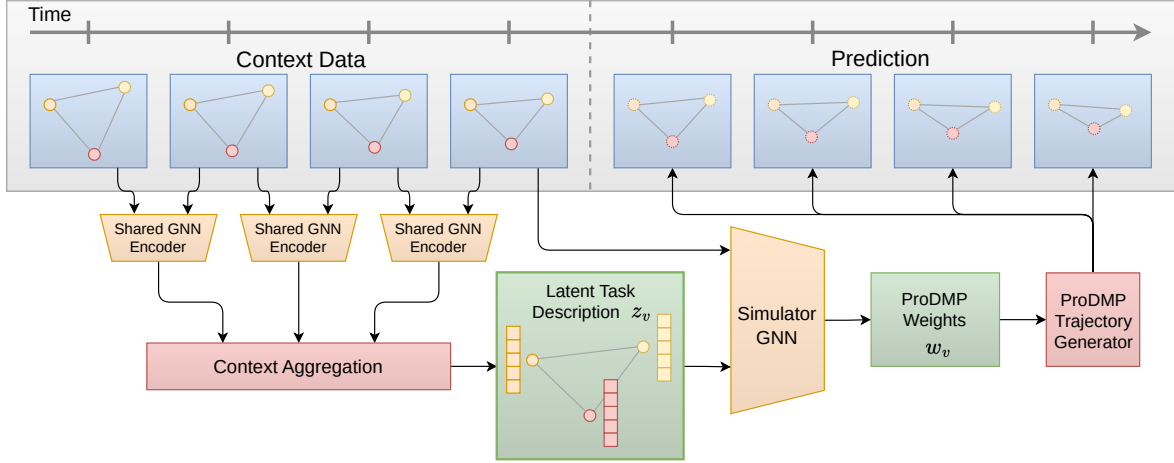 Time
Context Data
Prediction
Shared GNN
Encoder
Shared GNN
Encoder
Shared GNN
Encoder
Latent Task
Description z_v
Simulator
GNN
ProDMP
Weights
w_v
ProDMP
Trajectory
Generator
Context Aggregation